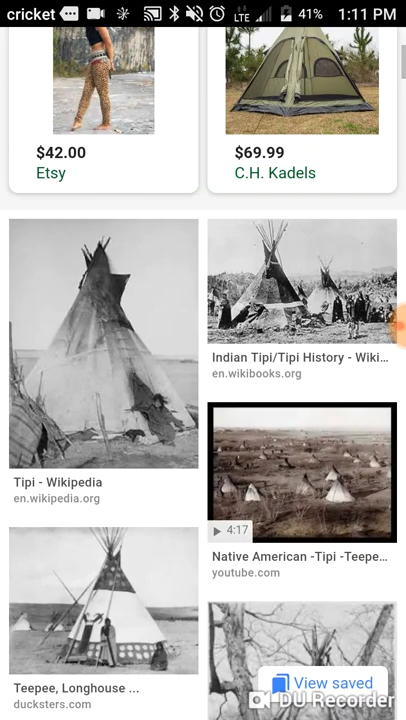 cricket LTE 41% 1:11 PM
$42.00
Etsy
$69.99
C.H. Kadels
Indian Tipi/Tipi History - Wiki...
en.wikibooks.org
Tipi - Wikipedia
en.wikipedia.org
4:17
Native American -Tipi -Teepe...
youtube.com
Teepee, Longhouse ...
ducksters.com
View saved
DU Recorder